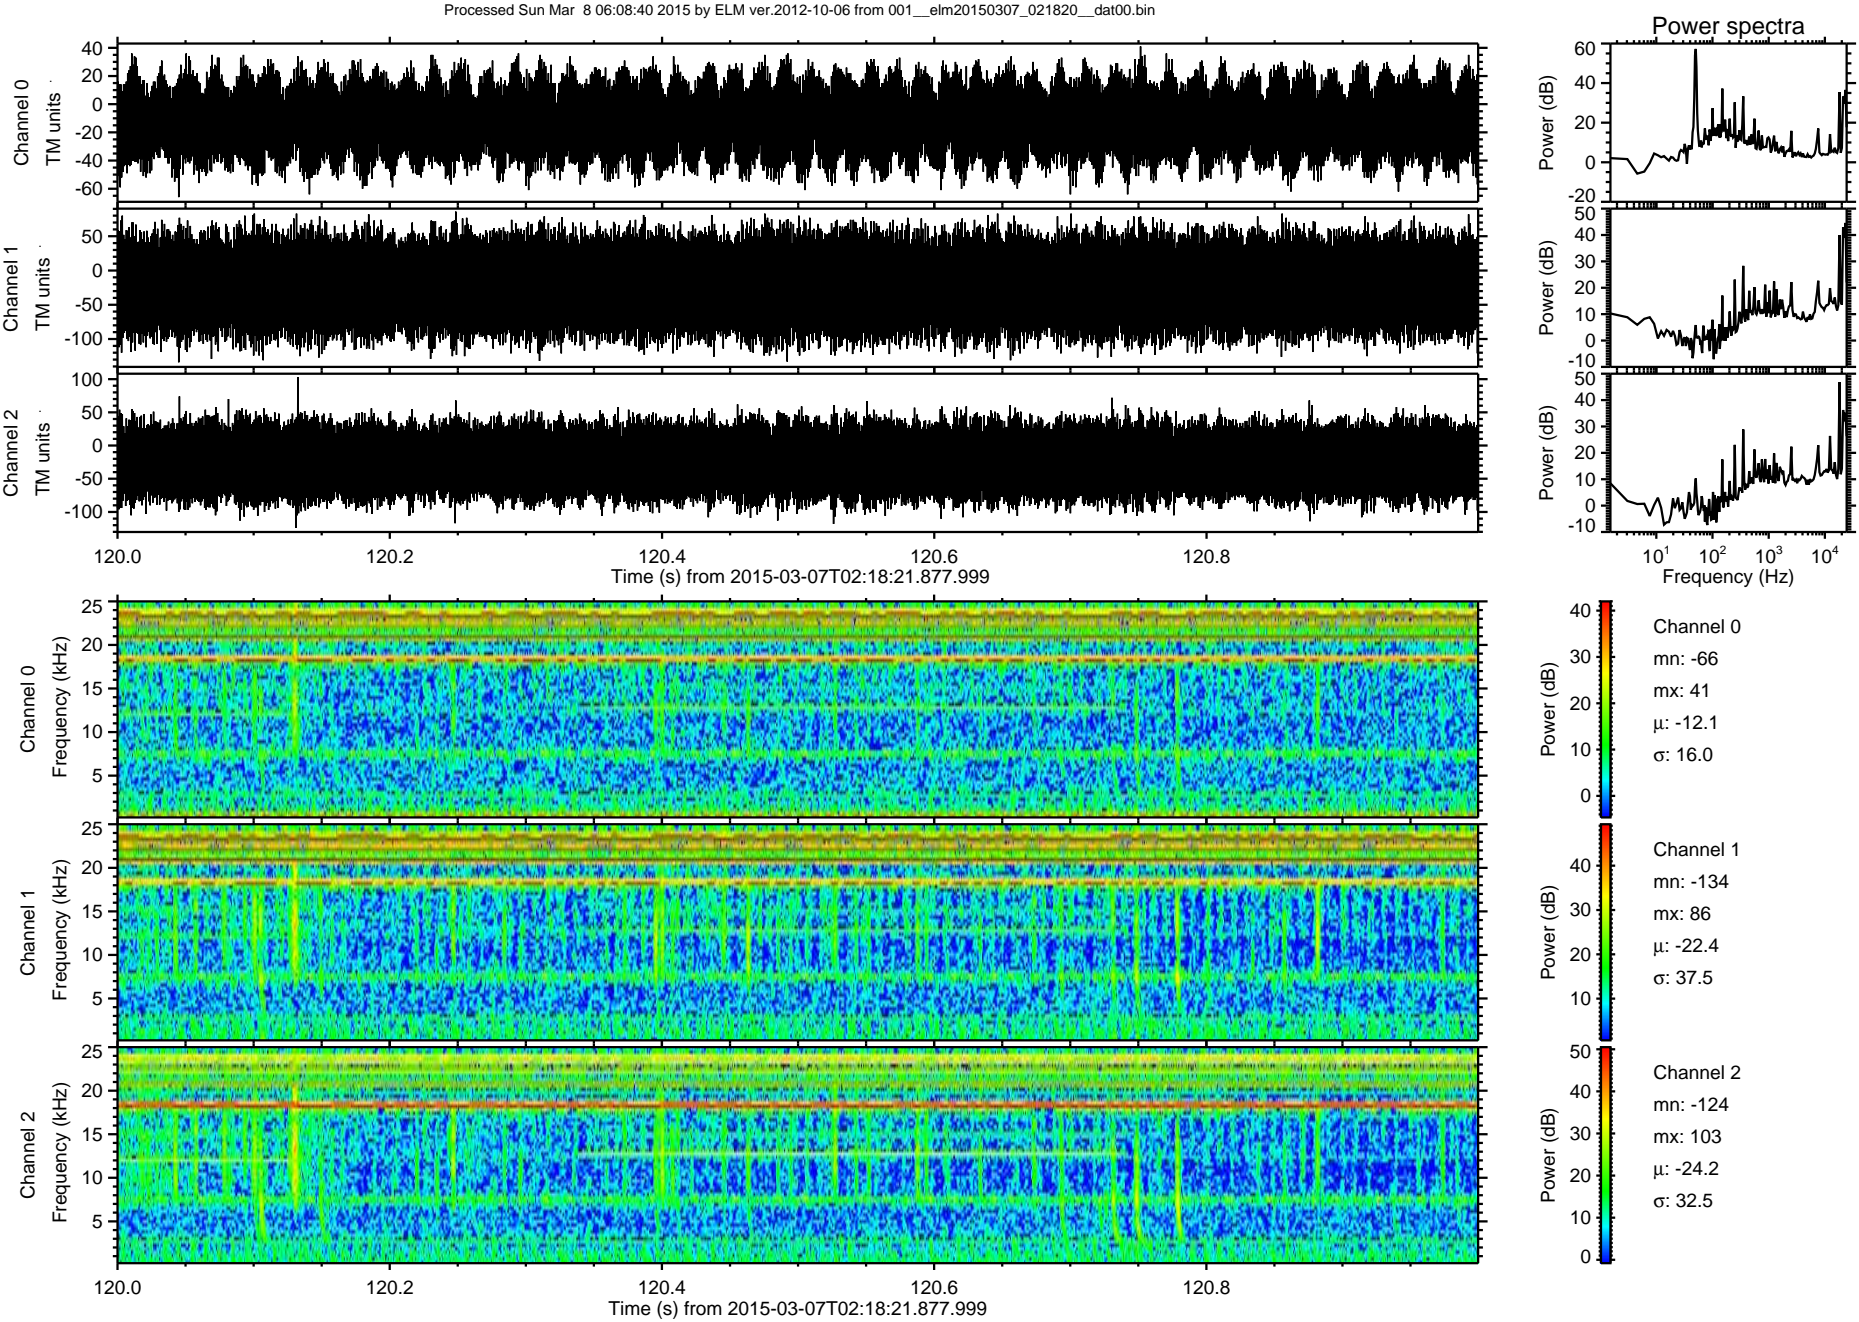 Processed Sun Mar  8 06:08:40 2015 by ELM ver.2012-10-06 from 001__elm20150307_021820__dat00.bin
Power spectra
Channel 0
TM units
40
20
0
-20
-40
-60
Power (dB)
60
40
20
0
-20
Channel 1
TM units
50
0
-50
-100
Power (dB)
50
40
30
20
10
0
-10
Channel 2
TM units
100
50
0
-50
-100
Power (dB)
50
40
30
20
10
0
-10
120.0 120.2 120.4 120.6 120.8
Time (s) from 2015-03-07T02:18:21.877.999
10^1 10^2 10^3 10^4
Frequency (Hz)
Channel 0
Frequency (kHz)
25
20
15
10
5
Power (dB)
40
30
20
10
0
Channel 0
mn: -66
mx: 41
μ: -12.1
σ: 16.0
Channel 1
Frequency (kHz)
25
20
15
10
5
Power (dB)
40
30
20
10
Channel 1
mn: -134
mx: 86
μ: -22.4
σ: 37.5
Channel 2
Frequency (kHz)
25
20
15
10
5
Power (dB)
50
40
30
20
10
0
Channel 2
mn: -124
mx: 103
μ: -24.2
σ: 32.5
120.0 120.2 120.4 120.6 120.8
Time (s) from 2015-03-07T02:18:21.877.999